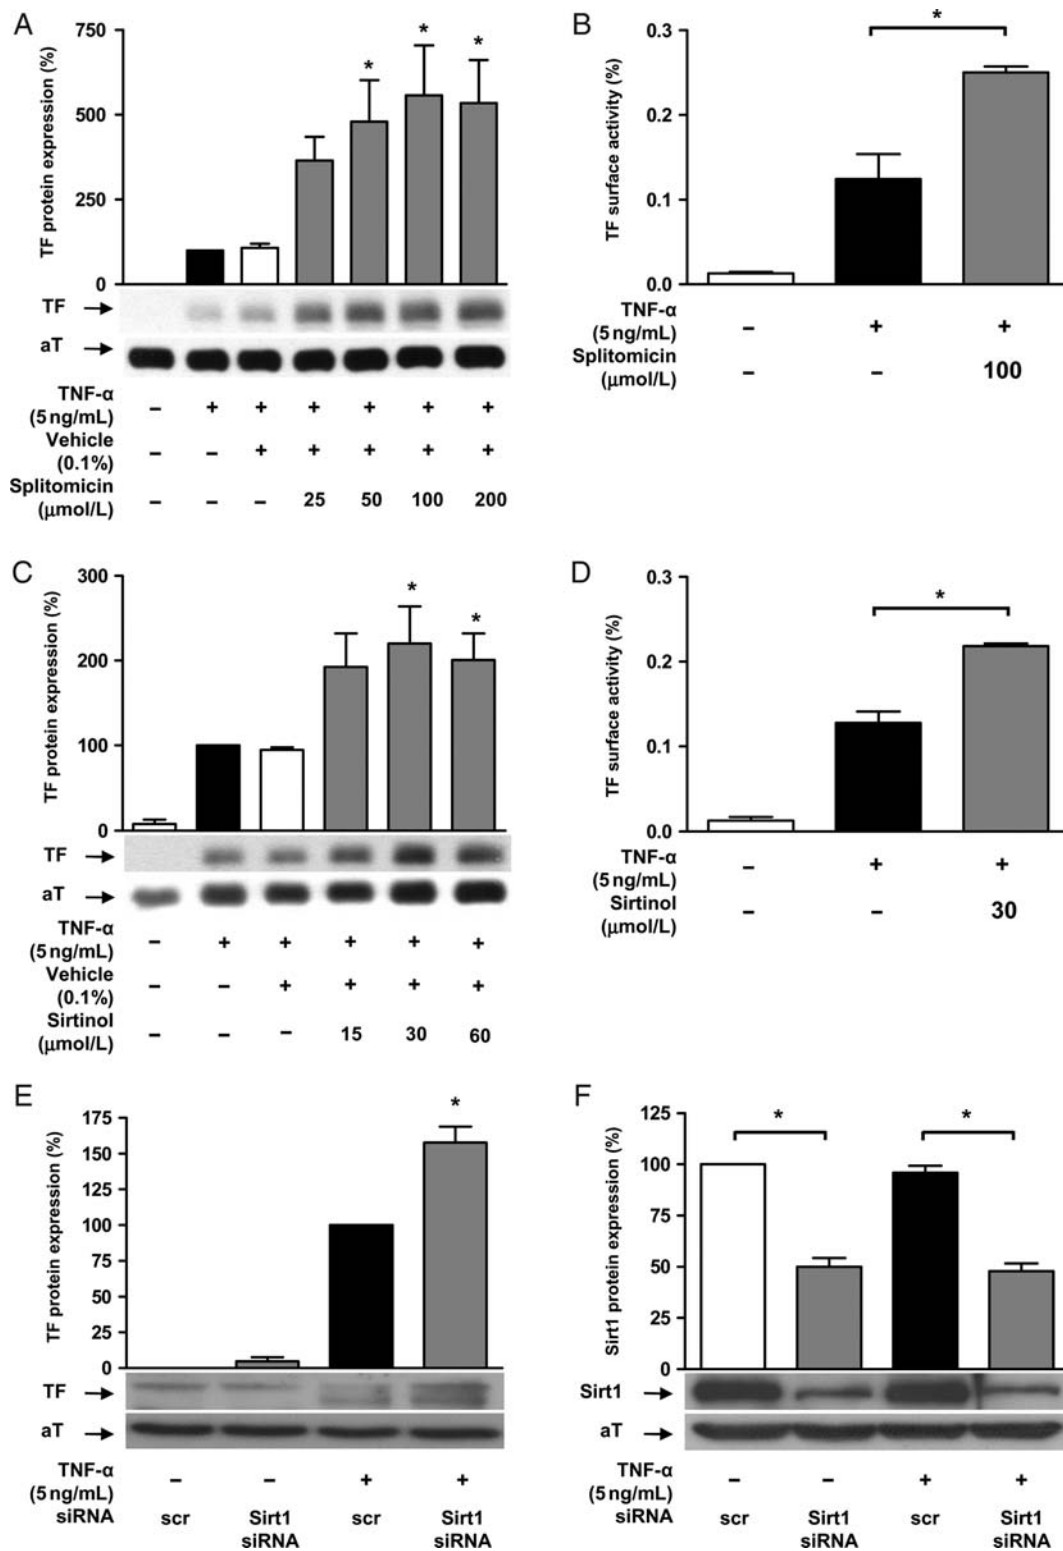 A
TF protein expression (%)
750
500
250
0
* * *
TF
aT
TNF-α
(5 ng/mL) – + + + + + +
Vehicle
(0.1%) – – + + + + +
Splitomicin
(μmol/L) – – – 25 50 100 200
B
TF surface activity (%)
0.3
0.2
0.1
0.0
*
TNF-α
(5 ng/mL) – + +
Splitomicin
(μmol/L) – – 100
C
TF protein expression (%)
300
200
100
0
* *
TF
aT
TNF-α
(5 ng/mL) – + + + + +
Vehicle
(0.1%) – – + + + +
Sirtinol
(μmol/L) – – – 15 30 60
D
TF surface activity (%)
0.3
0.2
0.1
0.0
*
TNF-α
(5 ng/mL) – + +
Sirtinol
(μmol/L) – – 30
E
TF protein expression (%)
175
150
125
100
75
50
25
0
*
TF
aT
TNF-α
(5 ng/mL) – – + +
siRNA scr Sirt1 scr Sirt1
siRNA siRNA
F
Sirt1 protein expression (%)
125
100
75
50
25
0
* *
Sirt1
aT
TNF-α
(5 ng/mL) – – + +
siRNA scr Sirt1 scr Sirt1
siRNA siRNA